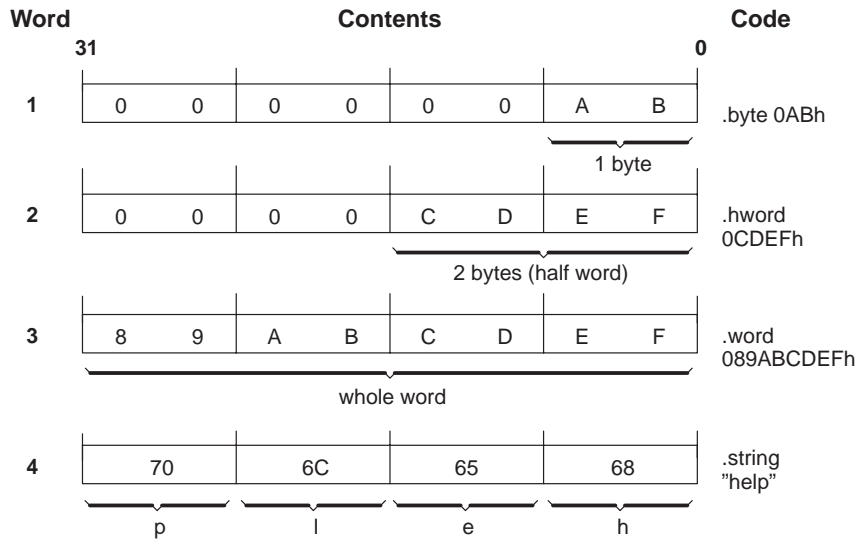 Word Contents Code
31 0
1 0 0 0 0 0 0 A B .byte 0ABh
1 byte
2 0 0 0 0 C D E F .hword
0CDEFh
2 bytes (half word)
3 8 9 A B C D E F .word
089ABCDEFh
whole word
4 70 6C 65 68 .string
”help”
p l e h